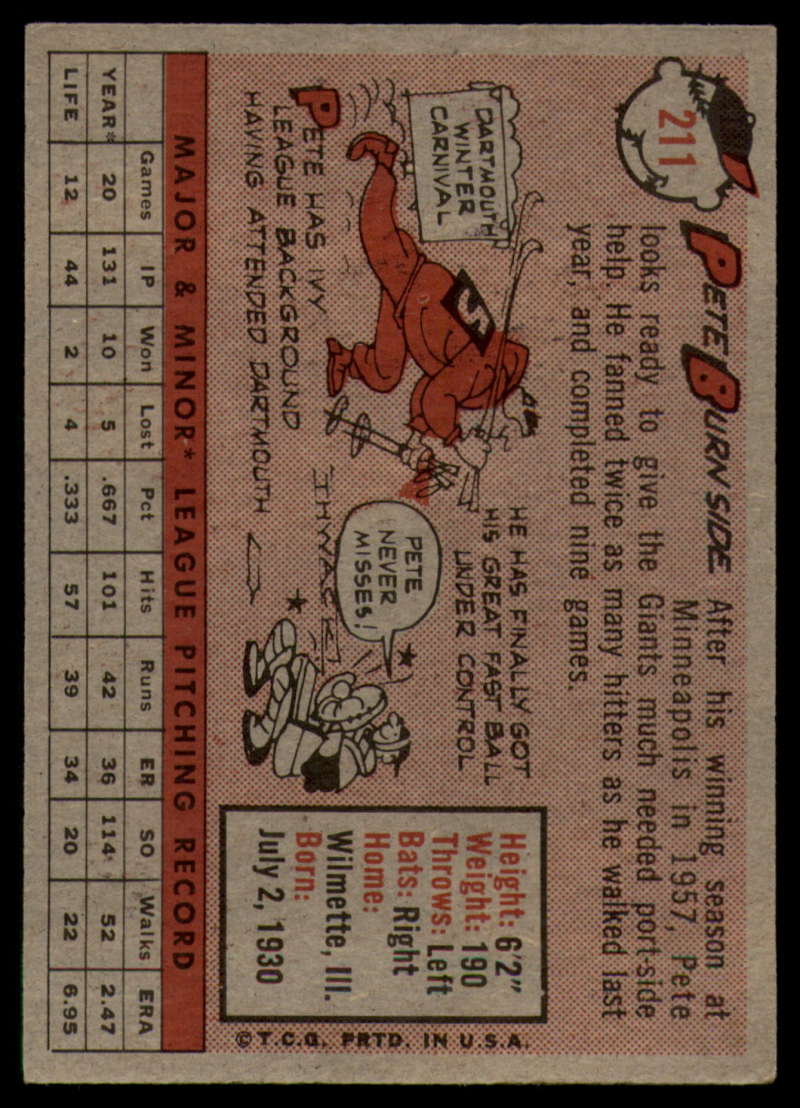 211
PETE BURNSIDE
After his winning season at
Minneapolis in 1957, Pete
looks ready to give the Giants much needed port-side
help. He fanned twice as many hitters as he walked last
year, and completed nine games.
DARTMOUTH
WINTER
CARNIVAL
S
PETE HAS IVY
LEAGUE BACKGROUND
HAVING ATTENDED DARTMOUTH
HE HAS FINALLY GOT
HIS GREAT FAST BALL
UNDER CONTROL
PETE
NEVER
MISSES!
THWACK!
Height: 6'2"
Weight: 190
Throws: Left
Bats: Right
Home:
Wilmette, Ill.
Born:
July 2, 1930
© T.C.G. PRTD. IN U.S.A.
MAJOR & MINOR* LEAGUE PITCHING RECORD
Games IP Won Lost Pct Hits Runs ER SO Walks ERA
YEAR* 20 131 10 5 .667 101 42 36 114 52 2.47
LIFE 12 44 2 4 .333 57 39 34 20 22 6.95